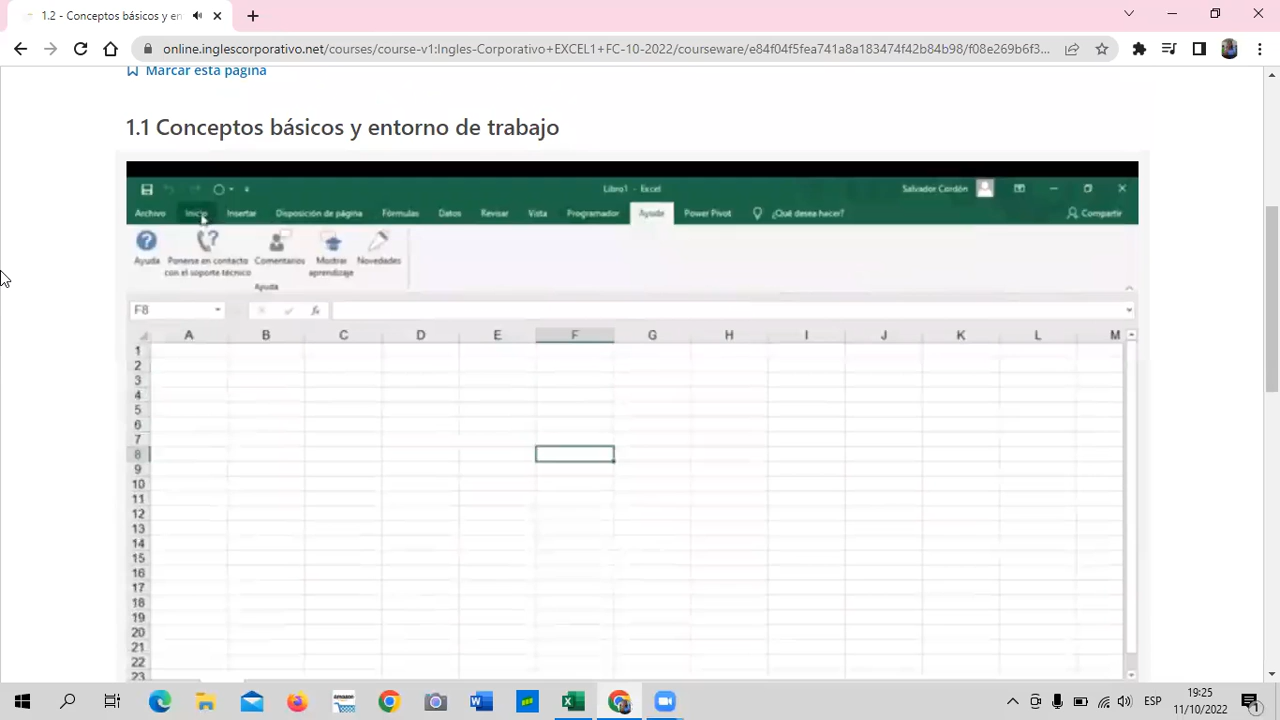 1.2 - Conceptos básicos y en
online.inglescorporativo.net/courses/course-v1:Ingles-Corporativo+EXCEL1+FC-10-2022/courseware/c84f04f5fea741a8a183474f42b84b98/f08e269b6f3...
Marcar esta página
1.1 Conceptos básicos y entorno de trabajo
Libro1 - Excel Salvador Cordón
Archivo Inicio Insertar Disposición de página Fórmulas Datos Revisar Vista Programador Ayuda Power Pivot ¿Qué desea hacer? Compartir
Ayuda Ponerse en contacto con el soporte técnico Comentarios Mostrar aprendizaje Novedades
Ayuda
F8 fx
A B C D E F G H I J K L M
1
2
3
4
5
6
7
8
9
10
11
12
13
14
15
16
17
18
19
20
21
22
23
ESP
19:25
11/10/2022
1